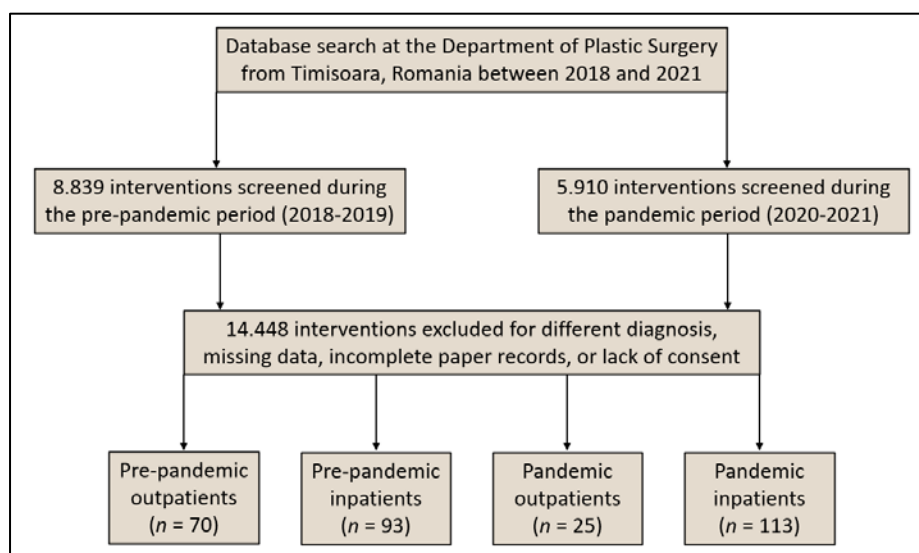 Database search at the Department of Plastic Surgery
from Timisoara, Romania between 2018 and 2021
8.839 interventions screened during
the pre-pandemic period (2018-2019)
5.910 interventions screened during
the pandemic period (2020-2021)
14.448 interventions excluded for different diagnosis,
missing data, incomplete paper records, or lack of consent
Pre-pandemic
outpatients
(n = 70)
Pre-pandemic
inpatients
(n = 93)
Pandemic
outpatients
(n = 25)
Pandemic
inpatients
(n = 113)